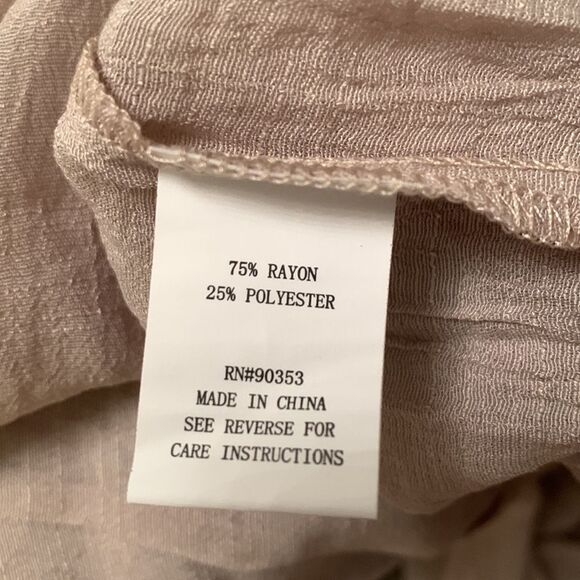 75% RAYON
25% POLYESTER
RN#90353
MADE IN CHINA
SEE REVERSE FOR
CARE INSTRUCTIONS